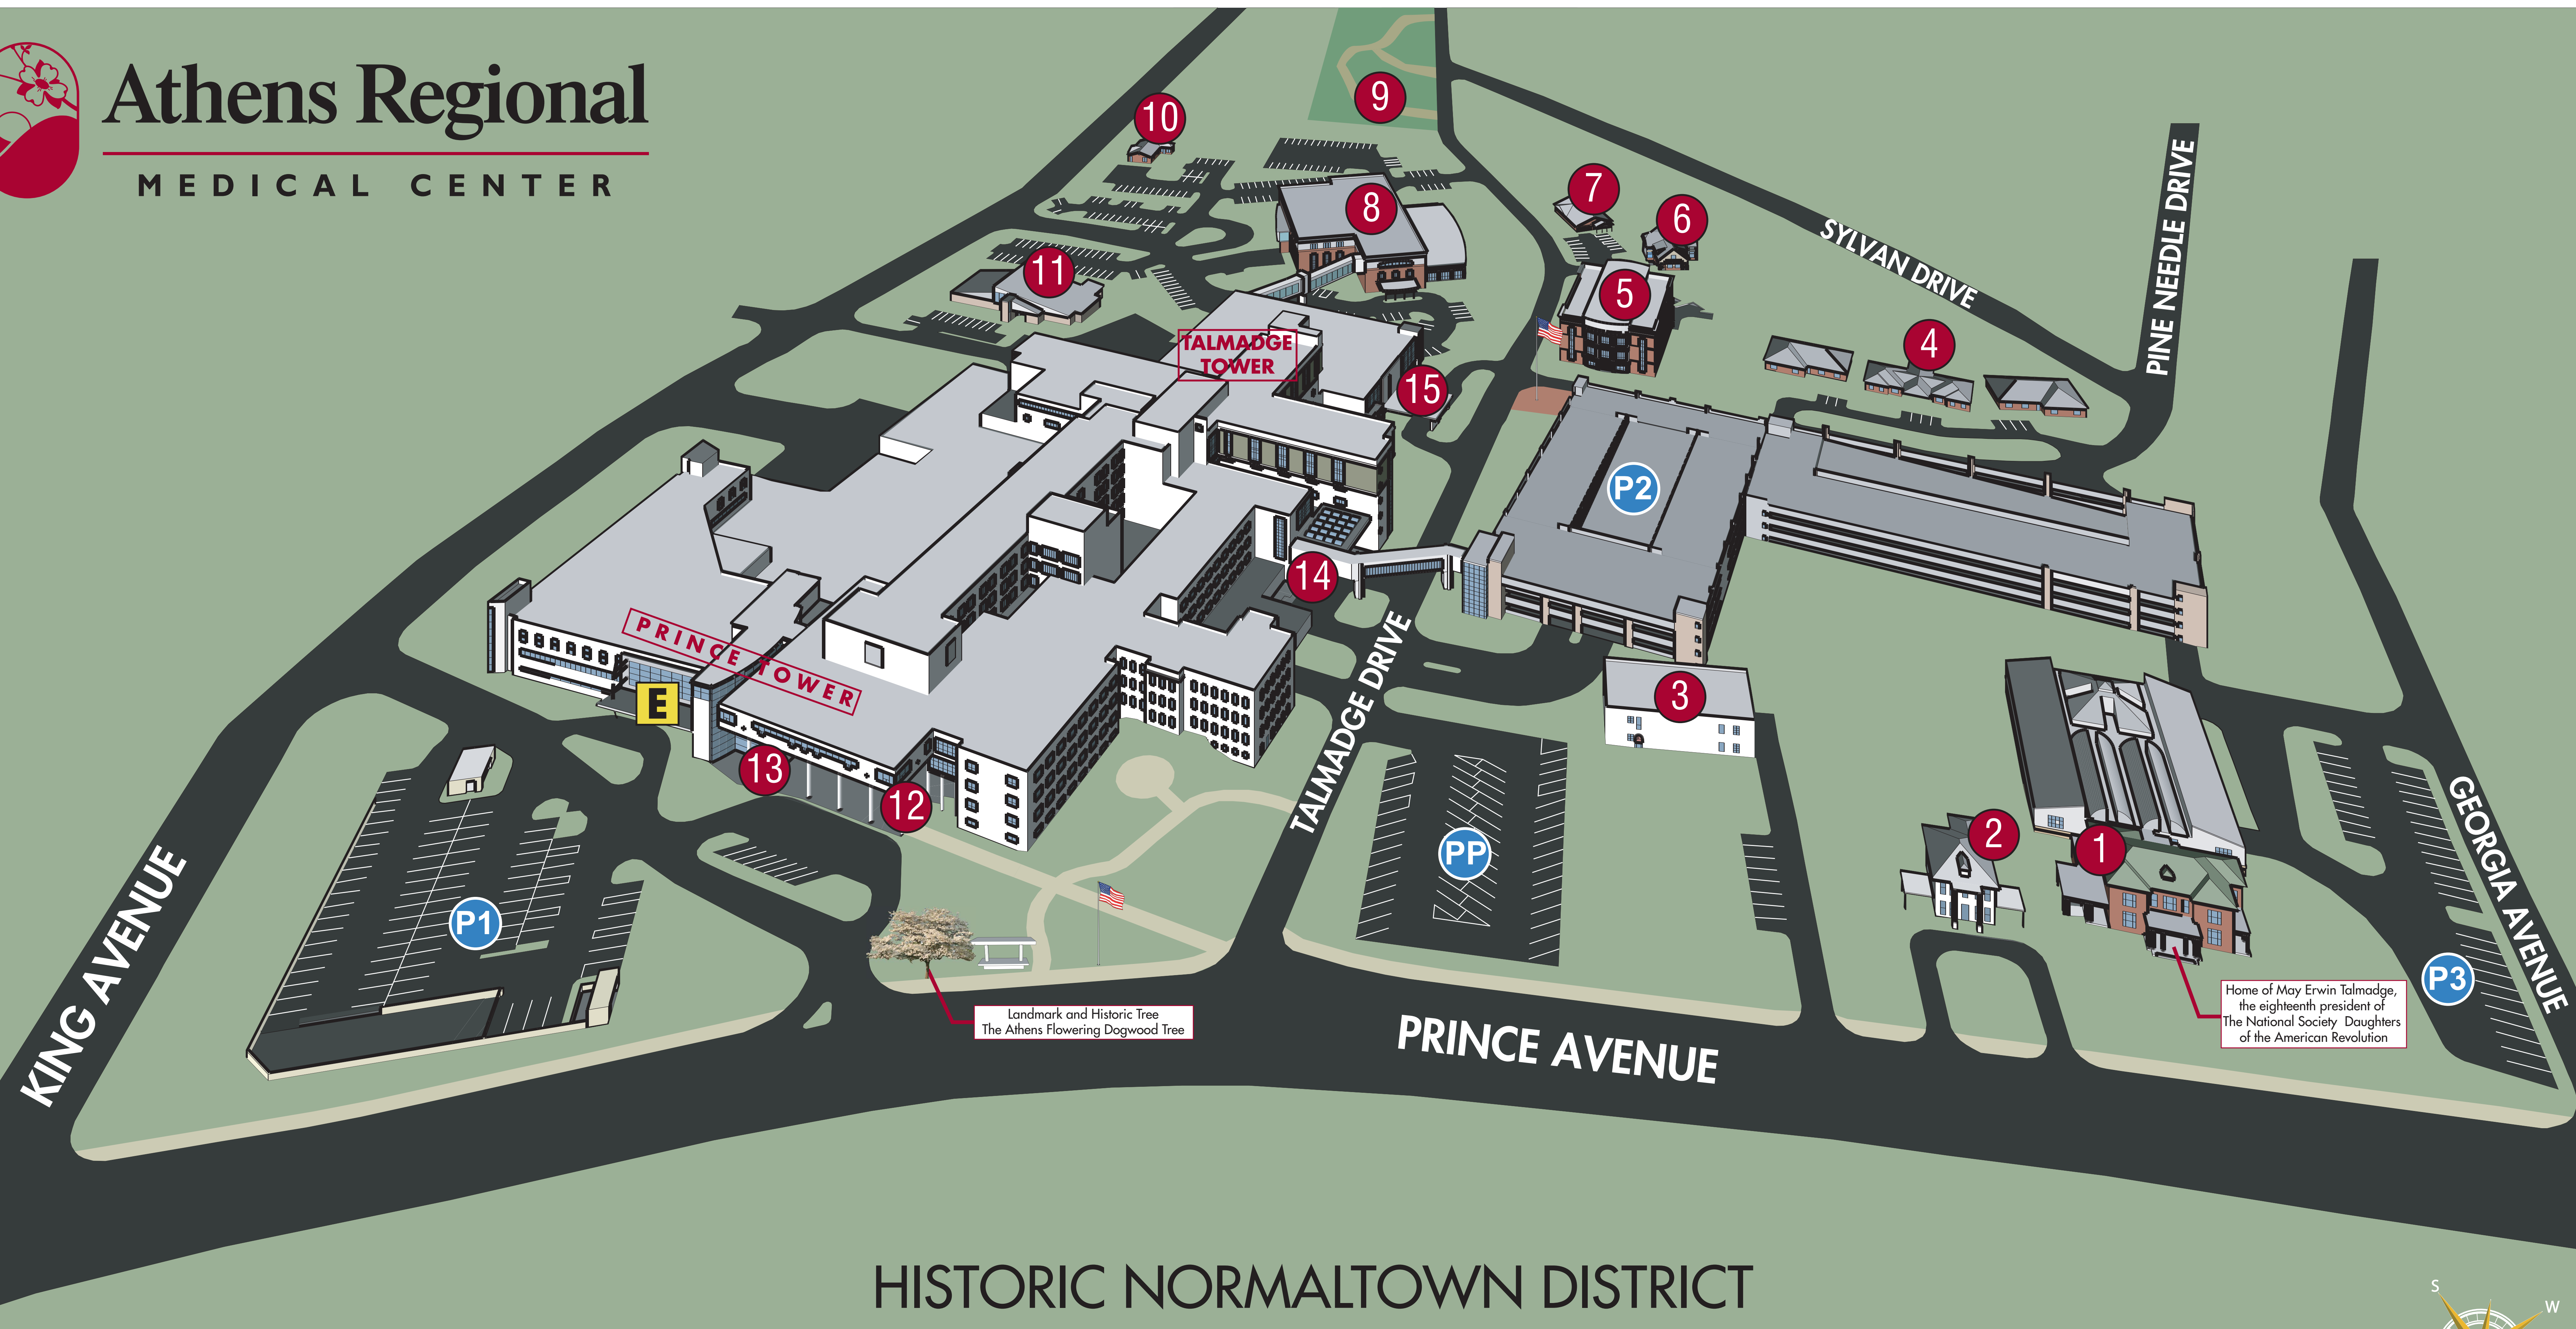 Athens Regional
MEDICAL CENTER
9
10
7
8
6
SYLVAN DRIVE
PINE NEEDLE DRIVE
11
5
TALMADGE
TOWER
4
15
P2
14
PRINCE TOWER
E
TALMADGE DRIVE
3
13
12
GEORGIA AVENUE
2
1
PP
KING AVENUE
P1
P3
Landmark and Historic Tree
The Athens Flowering Dogwood Tree
Home of May Erwin Talmadge,
the eighteenth president of
The National Society Daughters
of the American Revolution
PRINCE AVENUE
HISTORIC NORMALTOWN DISTRICT
S
W